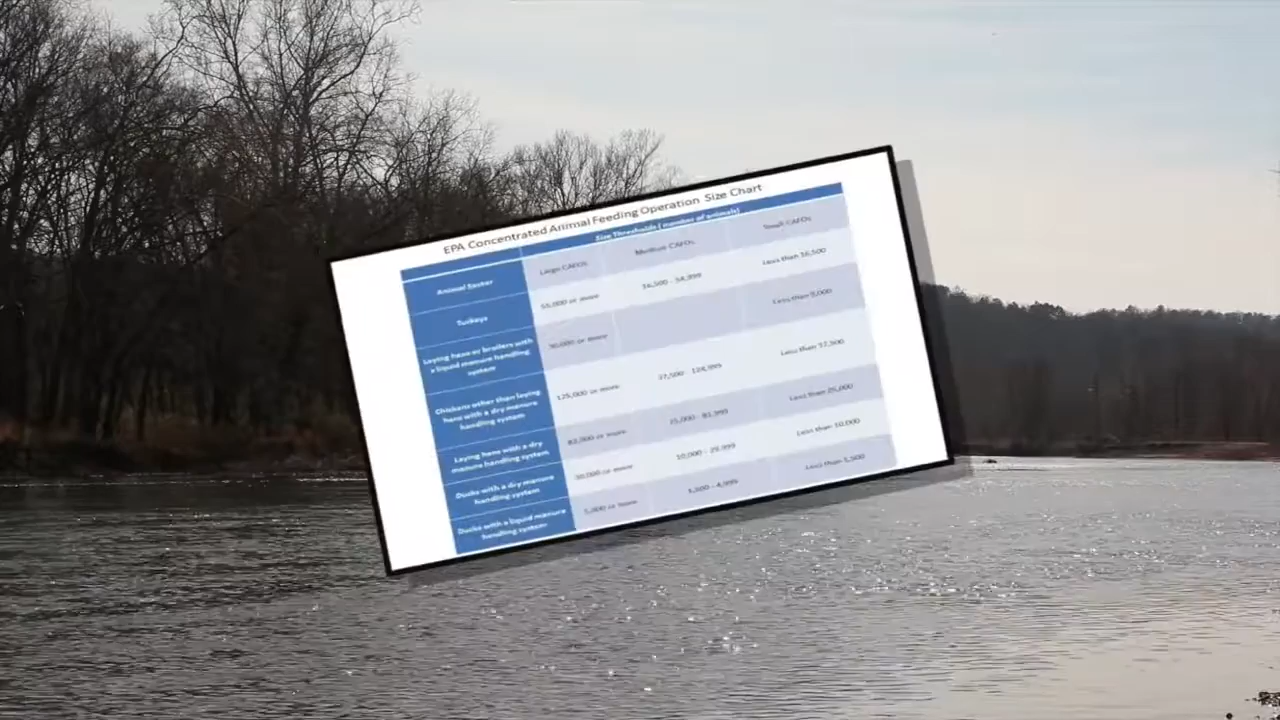 EPA Concentrated Animal Feeding Operation Size Chart
Size Thresholds (number of animals)
Animal Sector
Large CAFOs
Medium CAFOs
Small CAFOs
Turkeys
55,000 or more
16,500 - 54,999
Less than 16,500
Laying hens or broilers with
a liquid manure handling
system
30,000 or more
Less than 9,000
Chickens other than laying
hens with a dry manure
handling system
125,000 or more
37,500 - 124,999
Less than 37,500
Laying hens with a dry
manure handling system
82,000 or more
25,000 - 81,999
Less than 25,000
Ducks with a dry manure
handling system
30,000 or more
10,000 - 29,999
Less than 10,000
Ducks with a liquid manure
handling system
5,000 or more
1,500 - 4,999
Less than 1,500